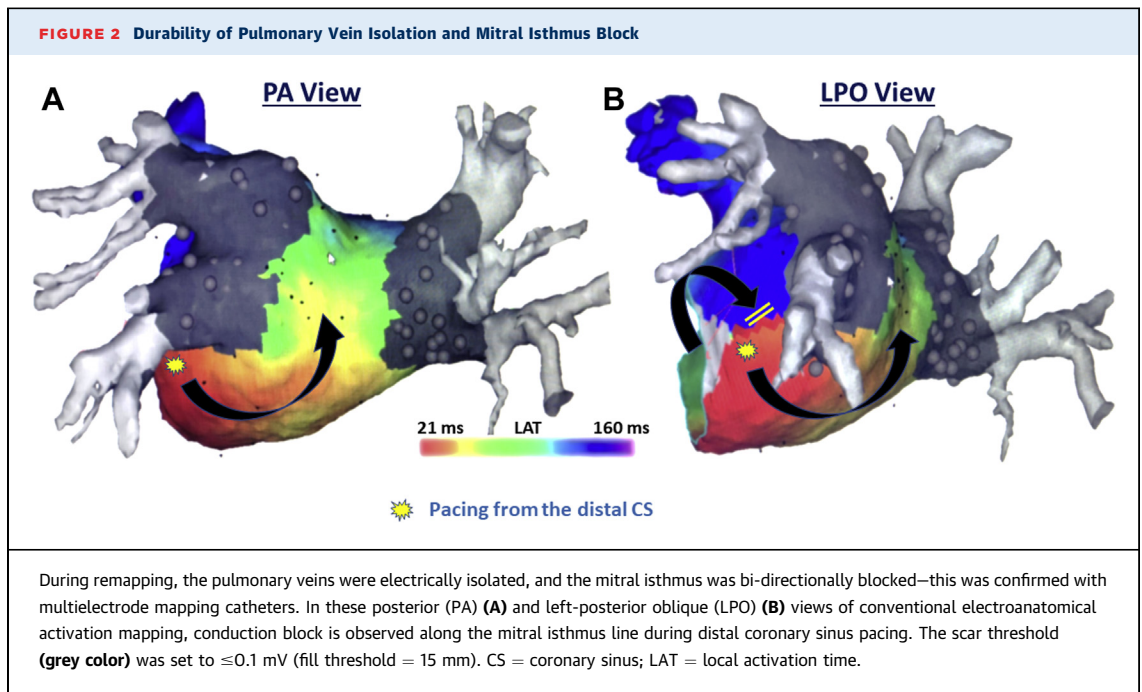 FIGURE 2 Durability of Pulmonary Vein Isolation and Mitral Isthmus Block
A
PA View
B
LPO View
21 ms LAT 160 ms
Pacing from the distal CS
During remapping, the pulmonary veins were electrically isolated, and the mitral isthmus was bi-directionally blocked—this was confirmed with
multielectrode mapping catheters. In these posterior (PA) (A) and left-posterior oblique (LPO) (B) views of conventional electroanatomical
activation mapping, conduction block is observed along the mitral isthmus line during distal coronary sinus pacing. The scar threshold
(grey color) was set to ≤0.1 mV (fill threshold = 15 mm). CS = coronary sinus; LAT = local activation time.